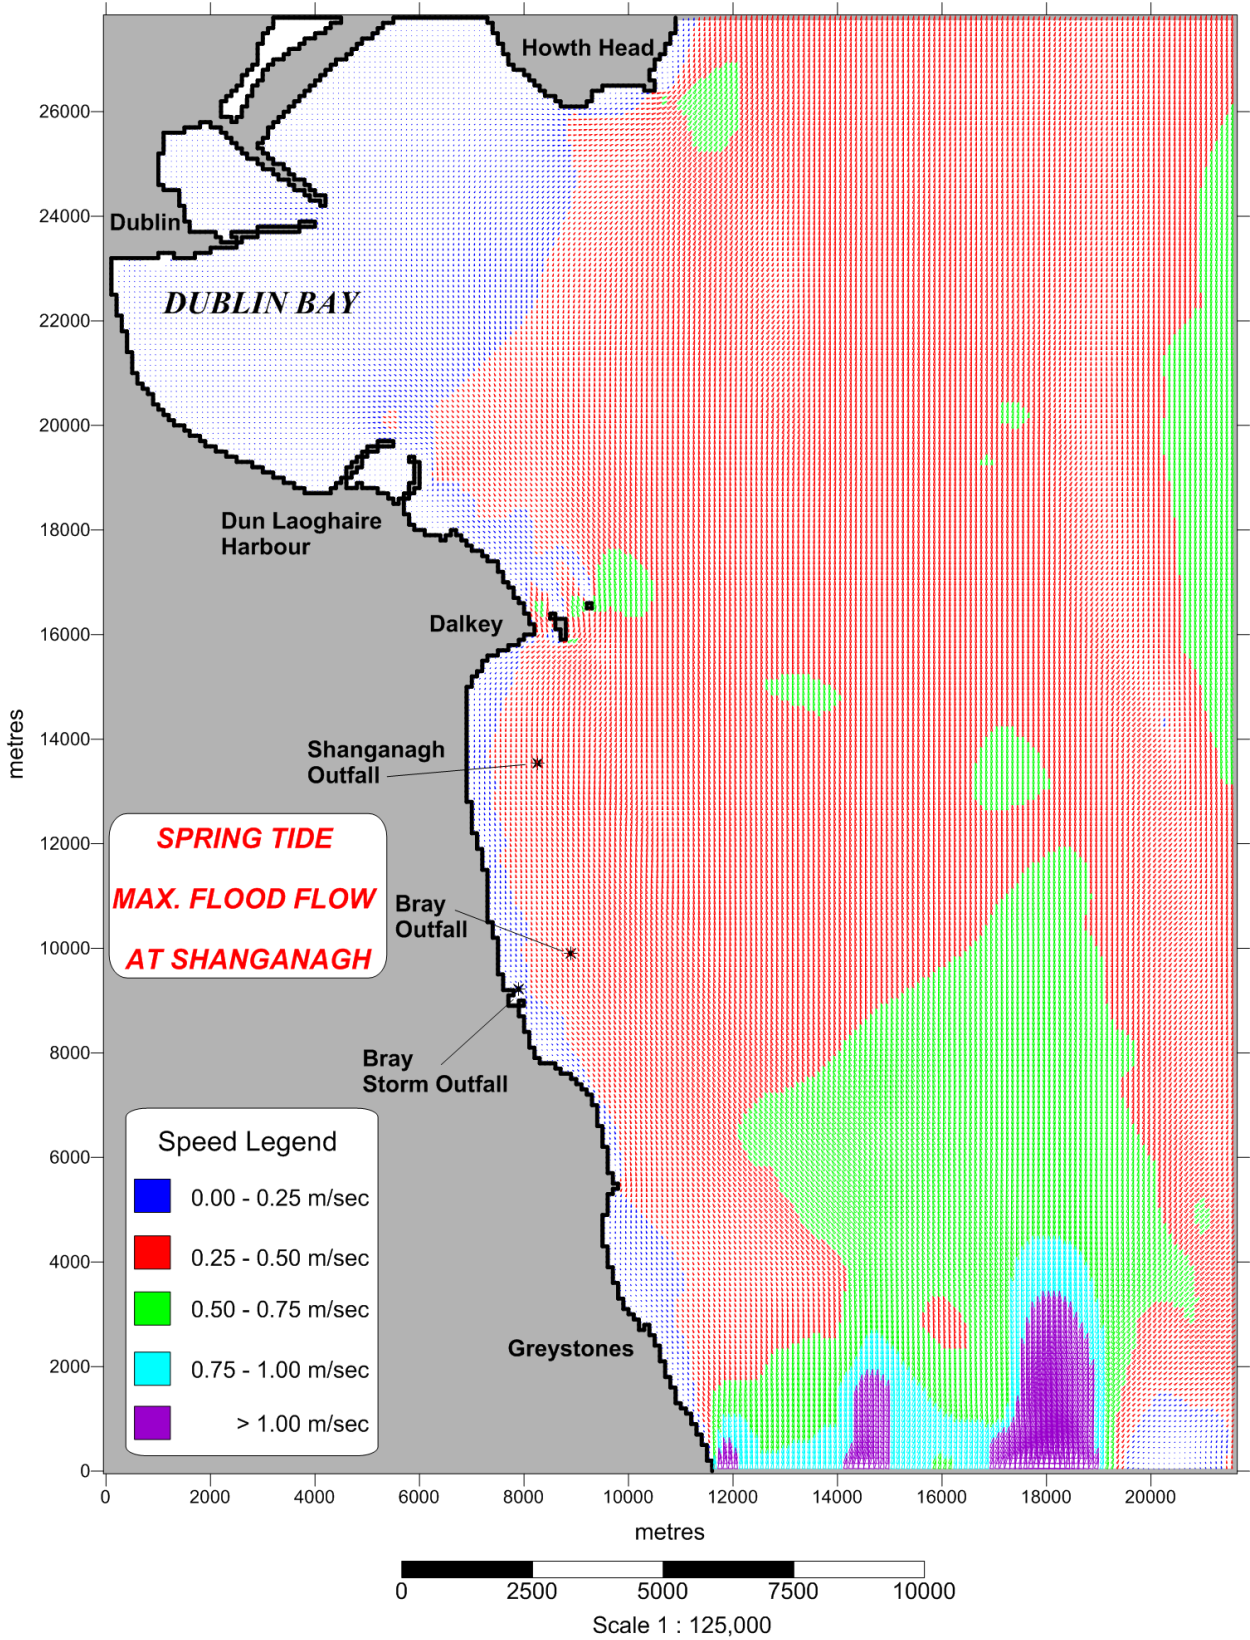 Howth Head
26000
24000
Dublin
DUBLIN BAY
22000
20000
18000
Dun Laoghaire
Harbour
16000
Dalkey
metres
14000
Shanganagh
Outfall
12000
SPRING TIDE
MAX. FLOOD FLOW
AT SHANGANAGH
Bray
Outfall
10000
8000
Bray
Storm Outfall
6000
Speed Legend
0.00 - 0.25 m/sec
0.25 - 0.50 m/sec
0.50 - 0.75 m/sec
0.75 - 1.00 m/sec
> 1.00 m/sec
4000
Greystones
2000
0
0 2000 4000 6000 8000 10000 12000 14000 16000 18000 20000
metres
0 2500 5000 7500 10000
Scale 1 : 125,000